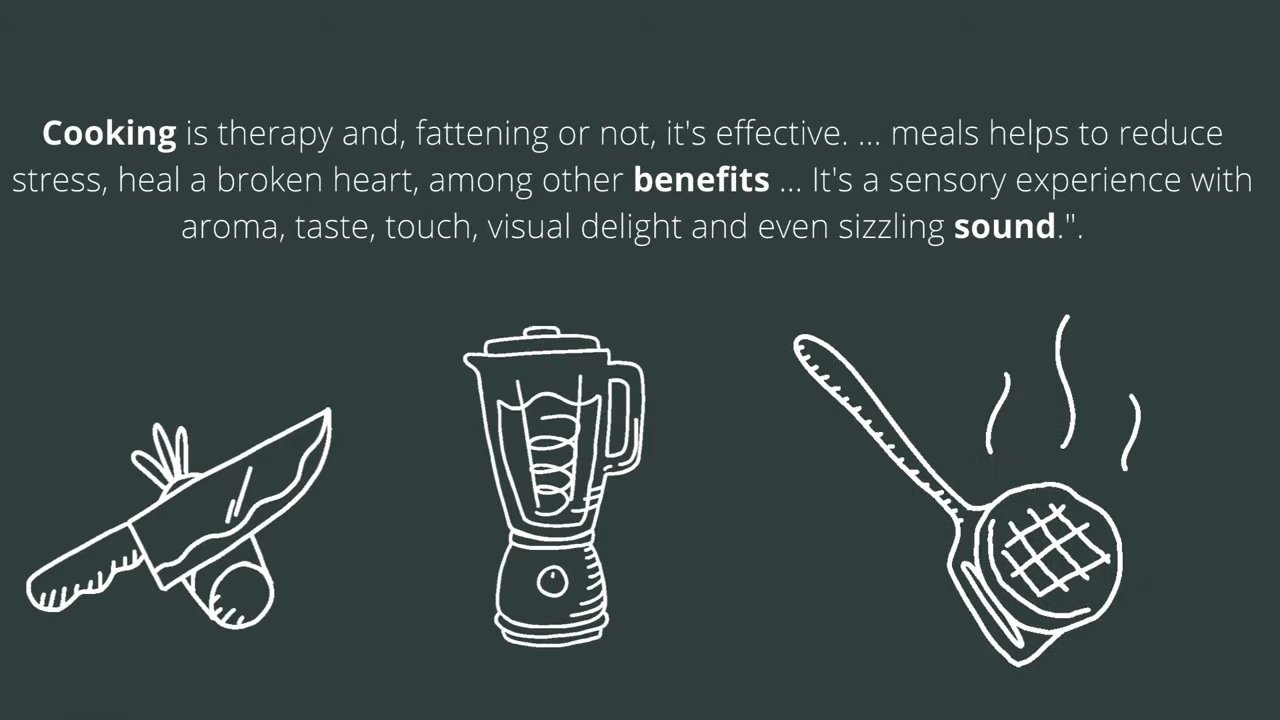 Cooking is therapy and, fattening or not, it's effective. ... meals helps to reduce
stress, heal a broken heart, among other benefits ... It's a sensory experience with
aroma, taste, touch, visual delight and even sizzling sound.".